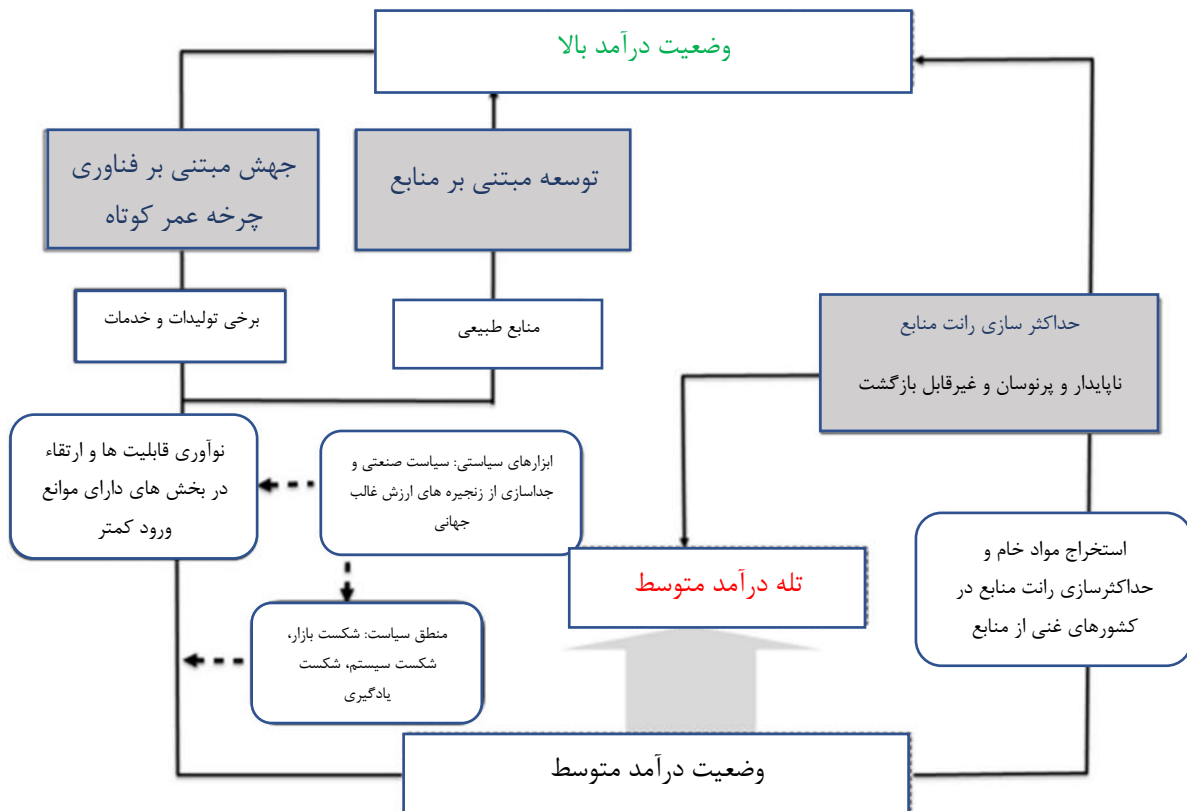 وضعیت درآمد بالا
جهش مبتنی بر فناوری
چرخه عمر کوتاه
توسعه مبتنی بر منابع
برخی تولیدات و خدمات
منابع طبیعی
حداکثر سازی رانت منابع
ناپایدار و پرنوسان و غیرقابل بازگشت
نوآوری قابلیت ها و ارتقاء
در بخش های دارای موانع
ورود کمتر
ابزارهای سیاستی: سیاست صنعتی و
جداسازی از زنجیره های ارزش غالب
جهانی
استخراج مواد خام و
حداکثرسازی رانت منابع در
کشورهای غنی از منابع
تله درآمد متوسط
منطق سیاست: شکست بازار،
شکست سیستم، شکست
یادگیری
وضعیت درآمد متوسط